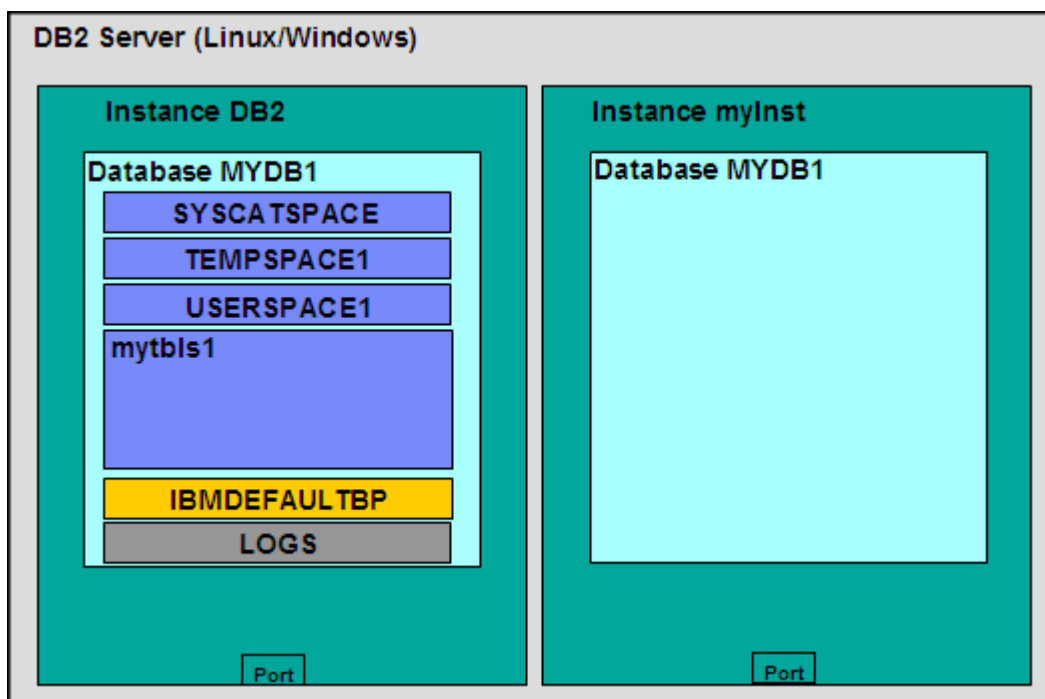 DB2 Server (Linux/Windows)
Instance DB2
Database MYDB1
SYSCATSPACE
TEMPSPACE1
USERSPACE1
mytbls1
IBMDEFAULTBP
LOGS
Port
Instance myInst
Database MYDB1
Port